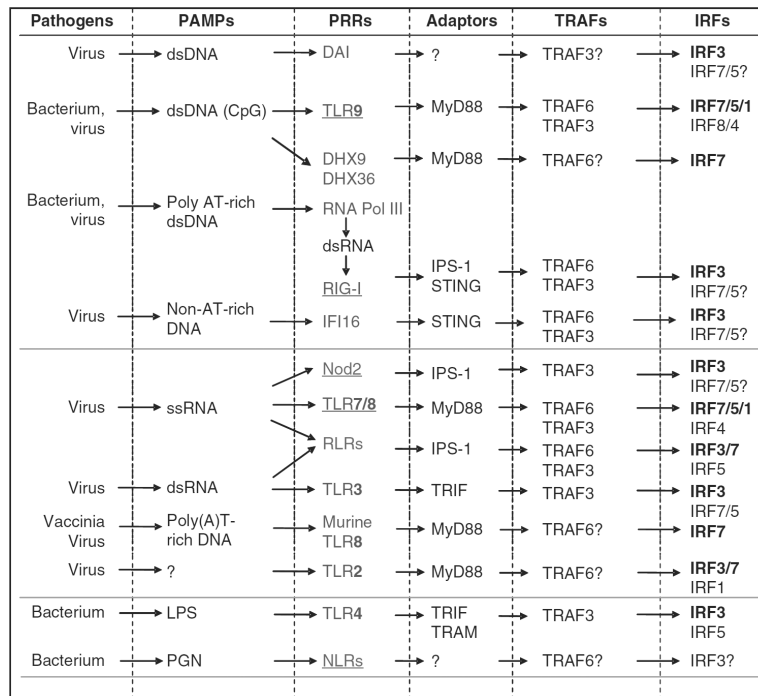 Pathogens PAMPs PRRs Adaptors TRAFs IRFs
Virus dsDNA DAI ? TRAF3? IRF3
IRF7/5?
Bacterium, dsDNA (CpG) TLR9 MyD88 TRAF6 IRF7/5/1
virus TRAF3 IRF8/4
DHX9 MyD88 TRAF6? IRF7
DHX36
Bacterium, Poly AT-rich RNA Pol III
virus dsDNA
dsRNA
IPS-1 TRAF6 IRF3
RIG-I STING TRAF3 IRF7/5?
Virus Non-AT-rich IFI16 STING TRAF6 IRF3
DNA TRAF3 IRF7/5?
Nod2 IPS-1 TRAF3 IRF3
IRF7/5?
Virus ssRNA TLR7/8 MyD88 TRAF6 IRF7/5/1
TRAF3 IRF4
RLRs IPS-1 TRAF6 IRF3/7
TRAF3 IRF5
Virus dsRNA TLR3 TRIF TRAF3 IRF3
IRF7/5
Vaccinia Poly(A)T- Murine MyD88 TRAF6? IRF7
Virus rich DNA TLR8
Virus ? TLR2 MyD88 TRAF6? IRF3/7
IRF1
Bacterium LPS TLR4 TRIF TRAF3 IRF3
TRAM IRF5
Bacterium PGN NLRs ? TRAF6? IRF3?